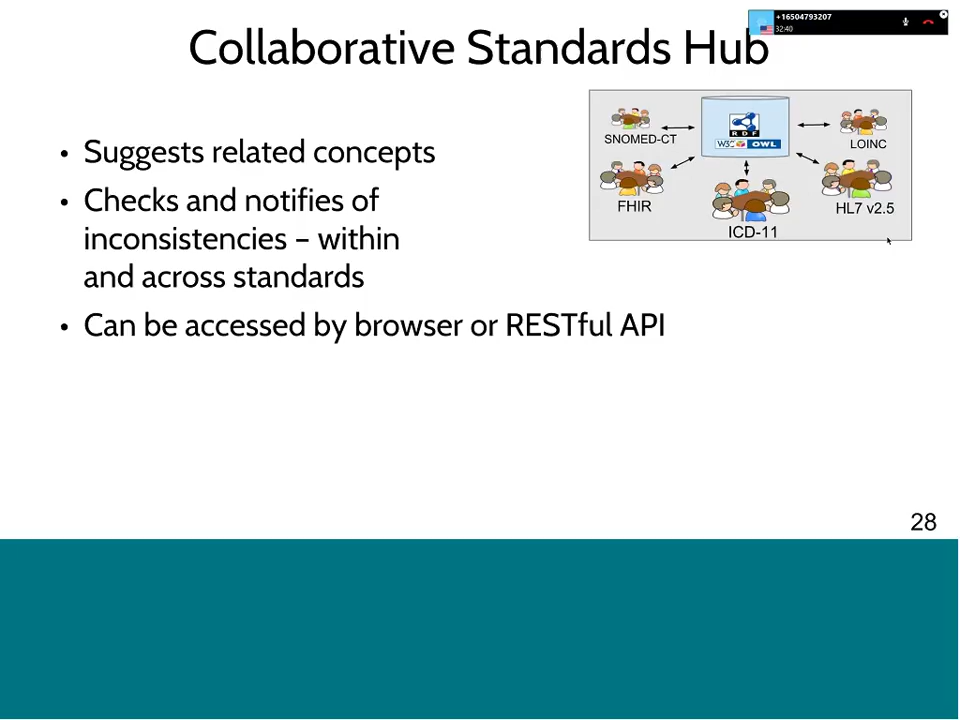 +16504793207
32:40
Collaborative Standards Hub
• Suggests related concepts
• Checks and notifies of
inconsistencies – within
and across standards
• Can be accessed by browser or RESTful API
SNOMED-CT
RDF
W3C OWL
LOINC
FHIR
ICD-11
HL7 v2.5
28